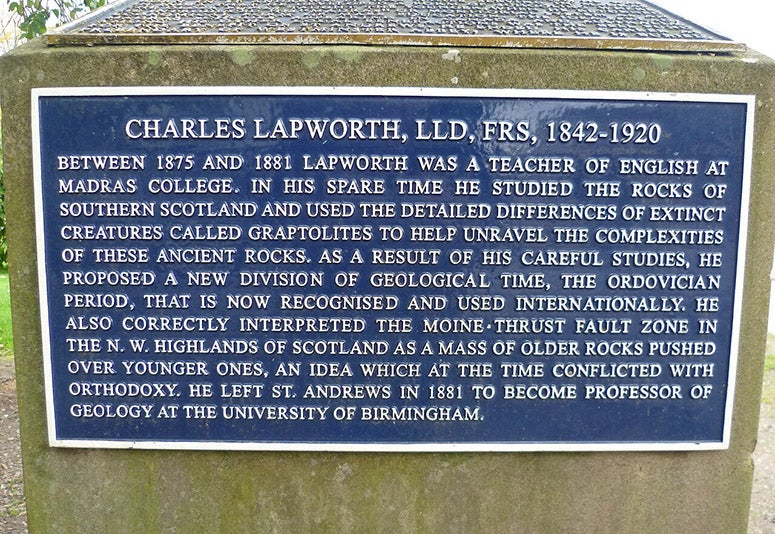 CHARLES LAPWORTH, LLD, FRS, 1842-1920
BETWEEN 1875 AND 1881 LAPWORTH WAS A TEACHER OF ENGLISH AT
MADRAS COLLEGE. IN HIS SPARE TIME HE STUDIED THE ROCKS OF
SOUTHERN SCOTLAND AND USED THE DETAILED DIFFERENCES OF EXTINCT
CREATURES CALLED GRAPTOLITES TO HELP UNRAVEL THE COMPLEXITIES
OF THESE ANCIENT ROCKS. AS A RESULT OF HIS CAREFUL STUDIES, HE
PROPOSED A NEW DIVISION OF GEOLOGICAL TIME, THE ORDOVICIAN
PERIOD, THAT IS NOW RECOGNISED AND USED INTERNATIONALLY. HE
ALSO CORRECTLY INTERPRETED THE MOINE·THRUST FAULT ZONE IN
THE N. W. HIGHLANDS OF SCOTLAND AS A MASS OF OLDER ROCKS PUSHED
OVER YOUNGER ONES, AN IDEA WHICH AT THE TIME CONFLICTED WITH
ORTHODOXY. HE LEFT ST. ANDREWS IN 1881 TO BECOME PROFESSOR OF
GEOLOGY AT THE UNIVERSITY OF BIRMINGHAM.